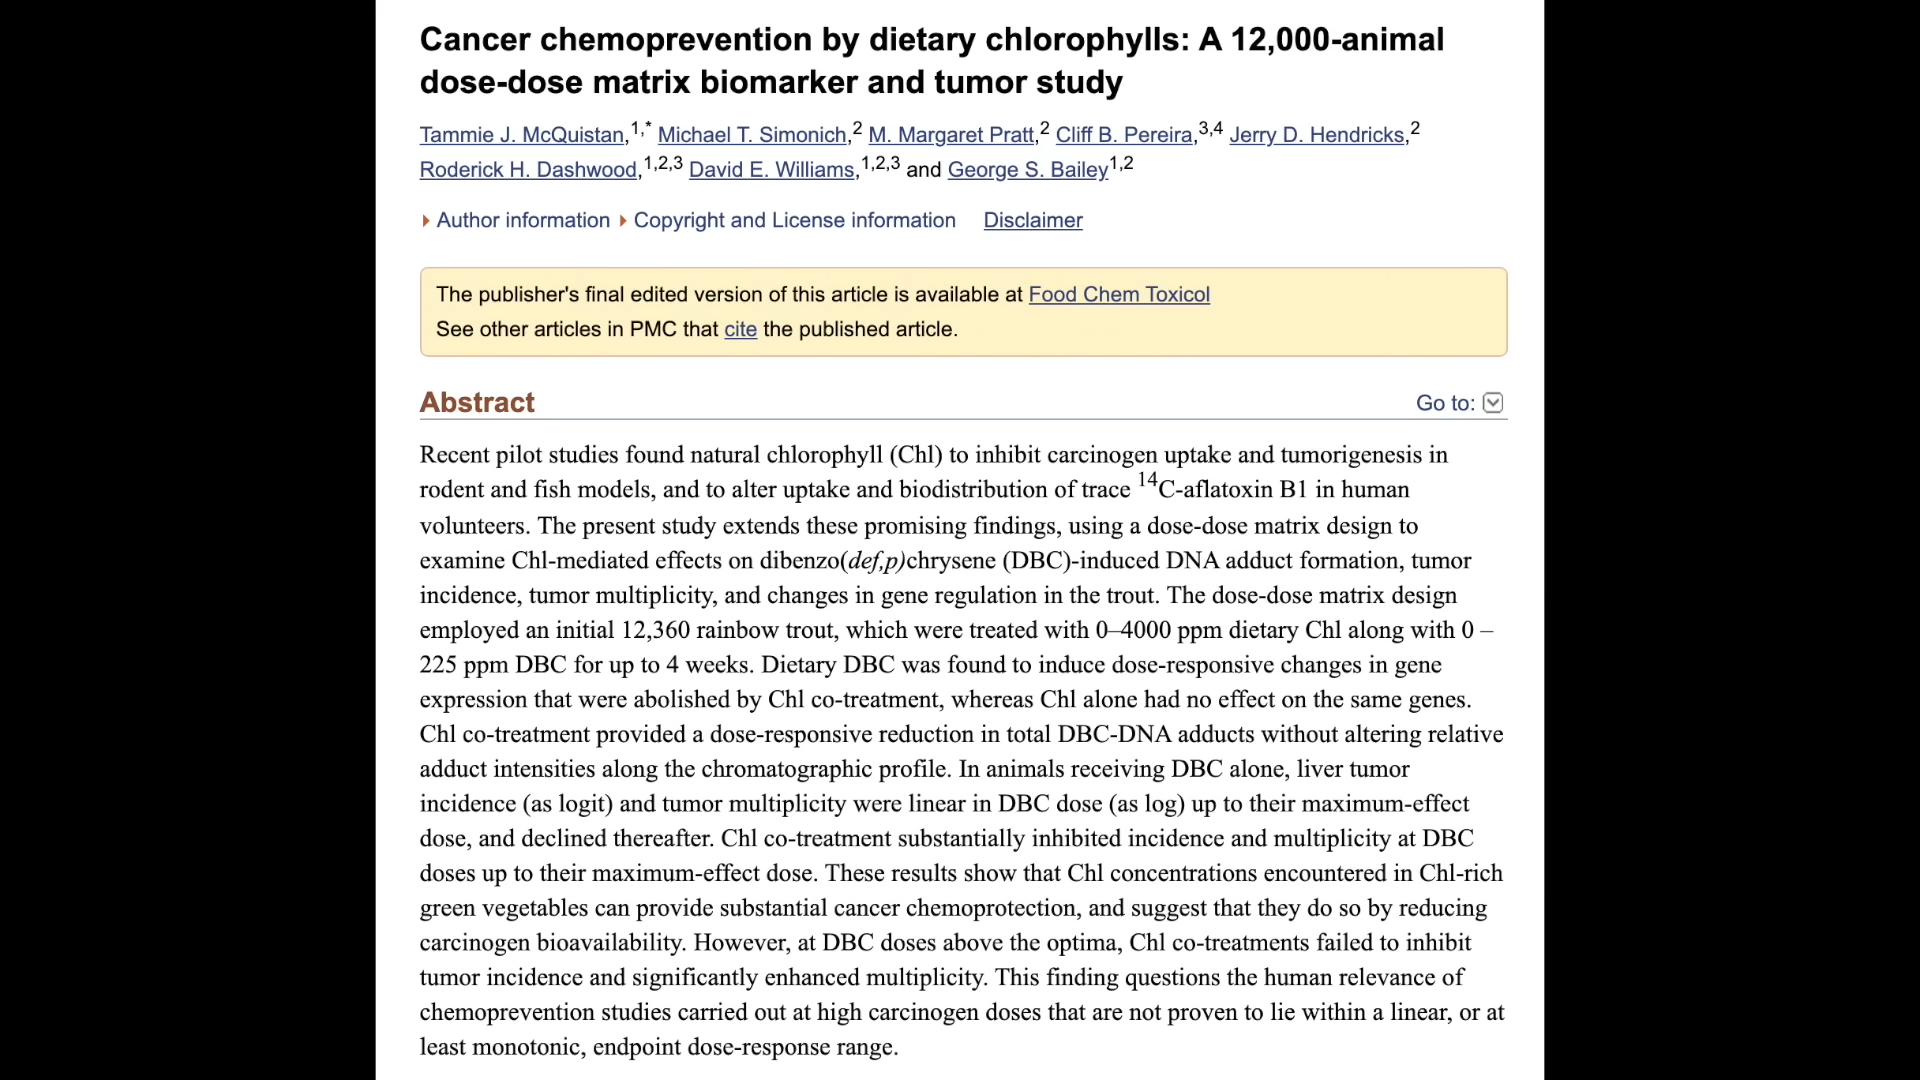 Cancer chemoprevention by dietary chlorophylls: A 12,000-animal
dose-dose matrix biomarker and tumor study
Tammie J. McQuistan,1,* Michael T. Simonich,2 M. Margaret Pratt,2 Cliff B. Pereira,3,4 Jerry D. Hendricks,2
Roderick H. Dashwood,1,2,3 David E. Williams,1,2,3 and George S. Bailey1,2
Author information Copyright and License information Disclaimer
The publisher's final edited version of this article is available at Food Chem Toxicol
See other articles in PMC that cite the published article.
Abstract Go to:
Recent pilot studies found natural chlorophyll (Chl) to inhibit carcinogen uptake and tumorigenesis in
rodent and fish models, and to alter uptake and biodistribution of trace 14C-aflatoxin B1 in human
volunteers. The present study extends these promising findings, using a dose-dose matrix design to
examine Chl-mediated effects on dibenzo(def,p)chrysene (DBC)-induced DNA adduct formation, tumor
incidence, tumor multiplicity, and changes in gene regulation in the trout. The dose-dose matrix design
employed an initial 12,360 rainbow trout, which were treated with 0–4000 ppm dietary Chl along with 0 –
225 ppm DBC for up to 4 weeks. Dietary DBC was found to induce dose-responsive changes in gene
expression that were abolished by Chl co-treatment, whereas Chl alone had no effect on the same genes.
Chl co-treatment provided a dose-responsive reduction in total DBC-DNA adducts without altering relative
adduct intensities along the chromatographic profile. In animals receiving DBC alone, liver tumor
incidence (as logit) and tumor multiplicity were linear in DBC dose (as log) up to their maximum-effect
dose, and declined thereafter. Chl co-treatment substantially inhibited incidence and multiplicity at DBC
doses up to their maximum-effect dose. These results show that Chl concentrations encountered in Chl-rich
green vegetables can provide substantial cancer chemoprotection, and suggest that they do so by reducing
carcinogen bioavailability. However, at DBC doses above the optima, Chl co-treatments failed to inhibit
tumor incidence and significantly enhanced multiplicity. This finding questions the human relevance of
chemoprevention studies carried out at high carcinogen doses that are not proven to lie within a linear, or at
least monotonic, endpoint dose-response range.